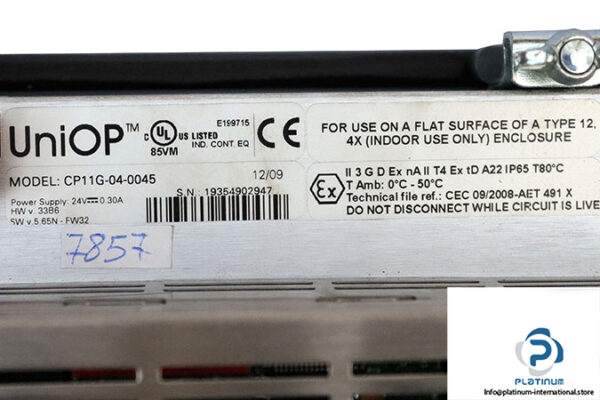 UniOP™
C UL US LISTED
85VM
IND. CONT. EQ
E199715
CE
MODEL: CP11G-04-0045
12/09
S.N. 19354902947
Power Supply: 24V⎓ 0.30A
HW v. 33B6
SW v.5.65N - FW32
7857
FOR USE ON A FLAT SURFACE OF A TYPE 12,
4X (INDOOR USE ONLY) ENCLOSURE
Ex
II 3 G D Ex nA II T4 Ex tD A22 IP65 T80°C
T Amb: 0°C - 50°C
Technical file ref.: CEC 09/2008-AET 491 X
DO NOT DISCONNECT WHILE CIRCUIT IS LIVE
PLATINUM
info@platinum-international.store